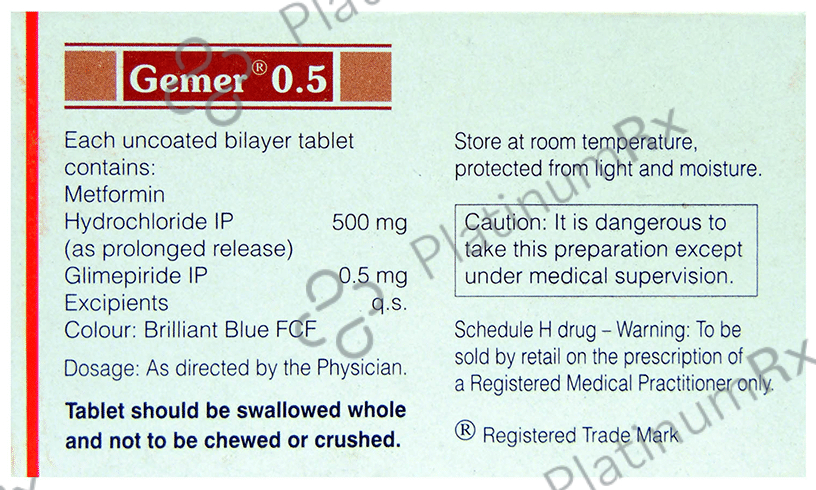 Gemer® 0.5
Each uncoated bilayer tablet
contains:
Metformin
Hydrochloride IP 500 mg
(as prolonged release)
Glimepiride IP 0.5 mg
Excipients q.s.
Colour: Brilliant Blue FCF
Dosage: As directed by the Physician.
Tablet should be swallowed whole
and not to be chewed or crushed.
Store at room temperature,
protected from light and moisture.
Caution: It is dangerous to
take this preparation except
under medical supervision.
Schedule H drug – Warning: To be
sold by retail on the prescription of
a Registered Medical Practitioner only.
® Registered Trade Mark
PlatinumRx
PlatinumRx
PlatinumRx